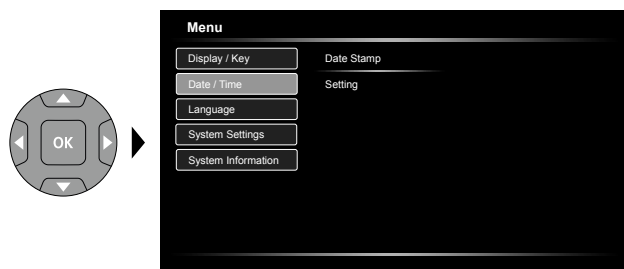 Menu
Display / Key
Date Stamp
Date / Time
Setting
Language
OK
System Settings
System Information